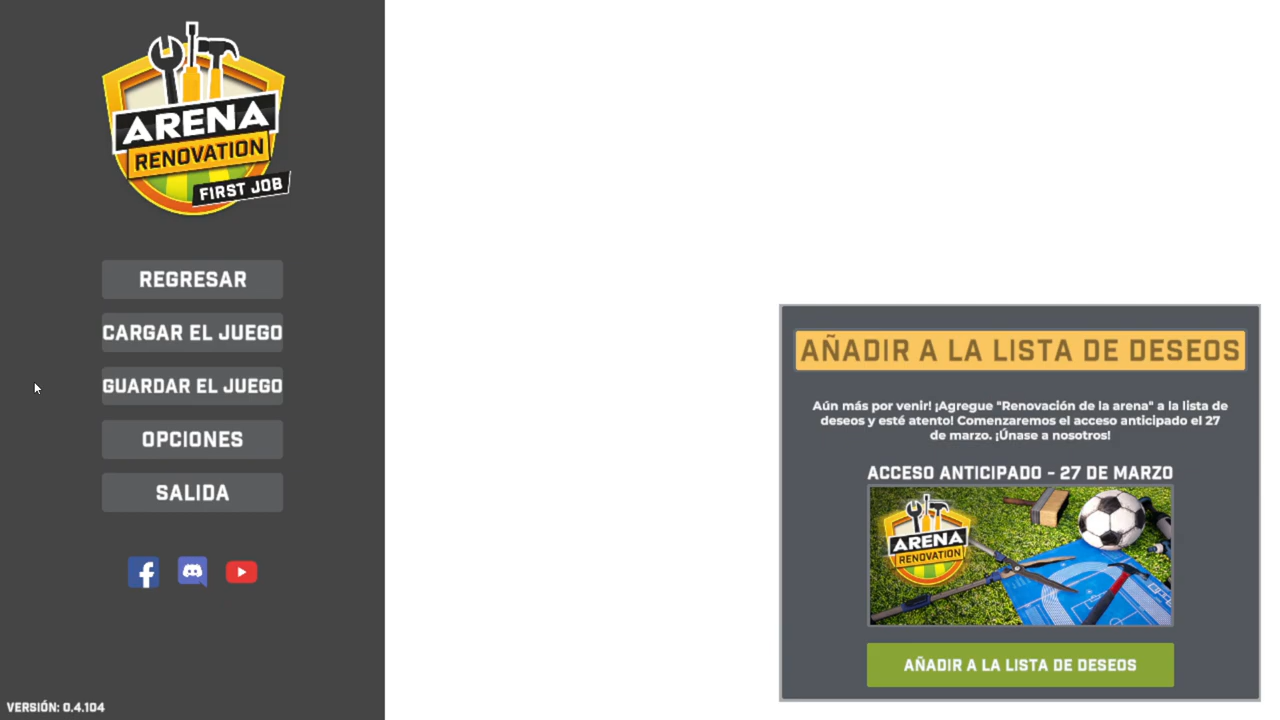 ARENA
RENOVATION
FIRST JOB
REGRESAR
CARGAR EL JUEGO
GUARDAR EL JUEGO
OPCIONES
SALIDA
VERSIÓN: 0.4.104
AÑADIR A LA LISTA DE DESEOS
Aún más por venir! ¡Agregue "Renovación de la arena" a la lista de
deseos y esté atento! Comenzaremos el acceso anticipado el 27
de marzo. ¡Únase a nosotros!
ACCESO ANTICIPADO - 27 DE MARZO
ARENA
RENOVATION
AÑADIR A LA LISTA DE DESEOS